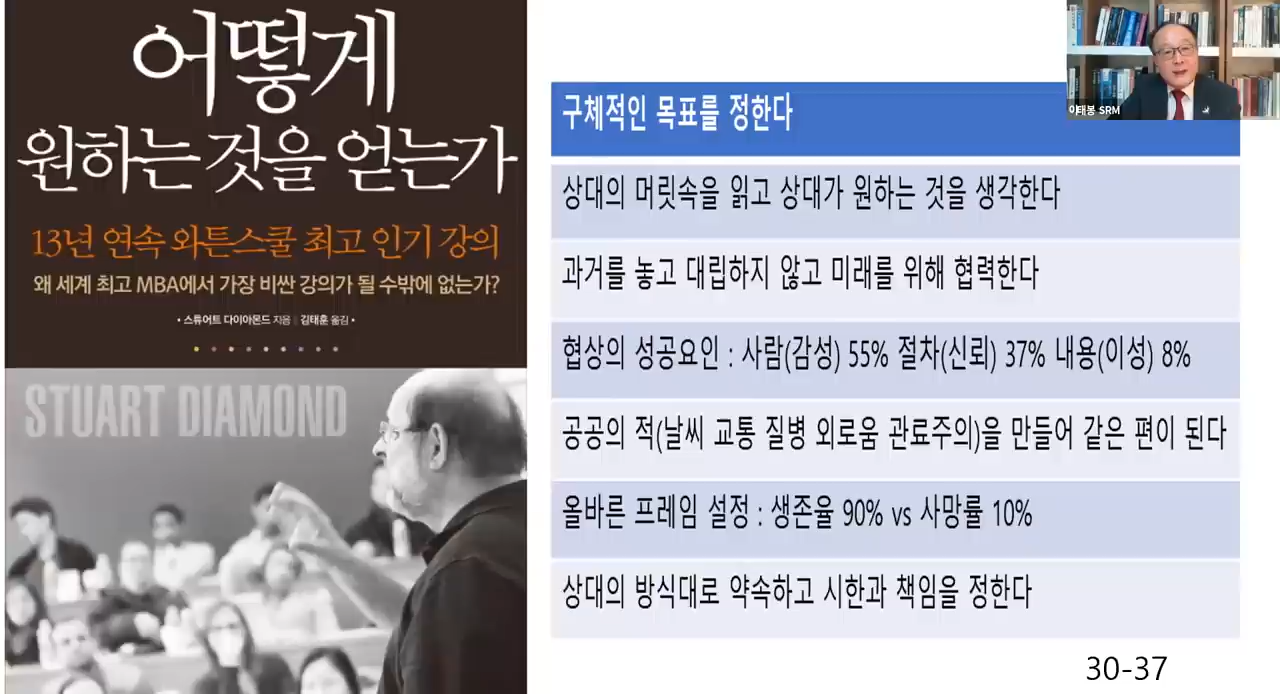 어떻게
원하는 것을 얻는가
13년 연속 와튼스쿨 최고 인기 강의
왜 세계 최고 MBA에서 가장 비싼 강의가 될 수밖에 없는가?
• 스튜어트 다이아몬드 지음 | 김태훈 옮김 •
STUART DIAMOND
이태봉 SRM
구체적인 목표를 정한다
상대의 머릿속을 읽고 상대가 원하는 것을 생각한다
과거를 놓고 대립하지 않고 미래를 위해 협력한다
협상의 성공요인 : 사람(감성) 55% 절차(신뢰) 37% 내용(이성) 8%
공공의 적(날씨 교통 질병 외로움 관료주의)을 만들어 같은 편이 된다
올바른 프레임 설정 : 생존율 90% vs 사망률 10%
상대의 방식대로 약속하고 시한과 책임을 정한다
30-37